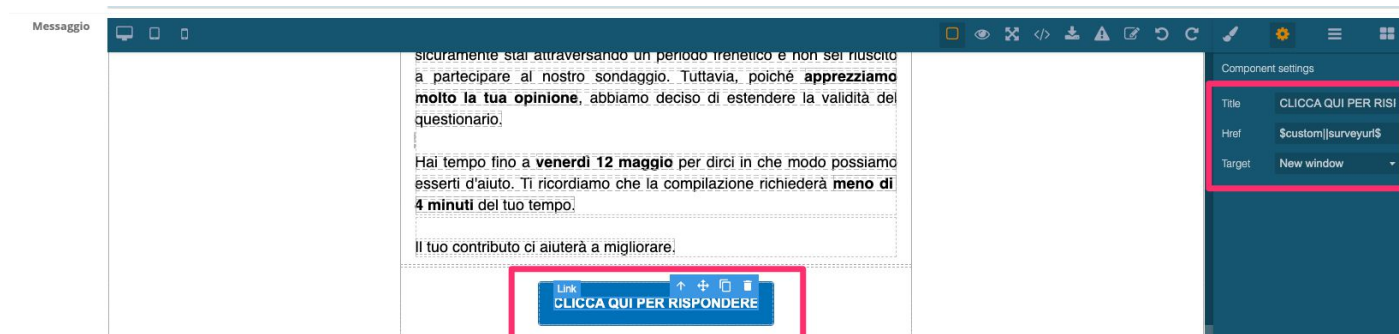 Messaggio
sicuramente stai attraversando un periodo frenetico e non sei riuscito
a partecipare al nostro sondaggio. Tuttavia, poiché apprezziamo
molto la tua opinione, abbiamo deciso di estendere la validità del
questionario.
Hai tempo fino a venerdì 12 maggio per dirci in che modo possiamo
esserti d'aiuto. Ti ricordiamo che la compilazione richiederà meno di
4 minuti del tuo tempo.
Il tuo contributo ci aiuterà a migliorare.
Link
CLICCA QUI PER RISPONDERE
Component settings
Title CLICCA QUI PER RISI
Href $custom||surveyurl$
Target New window